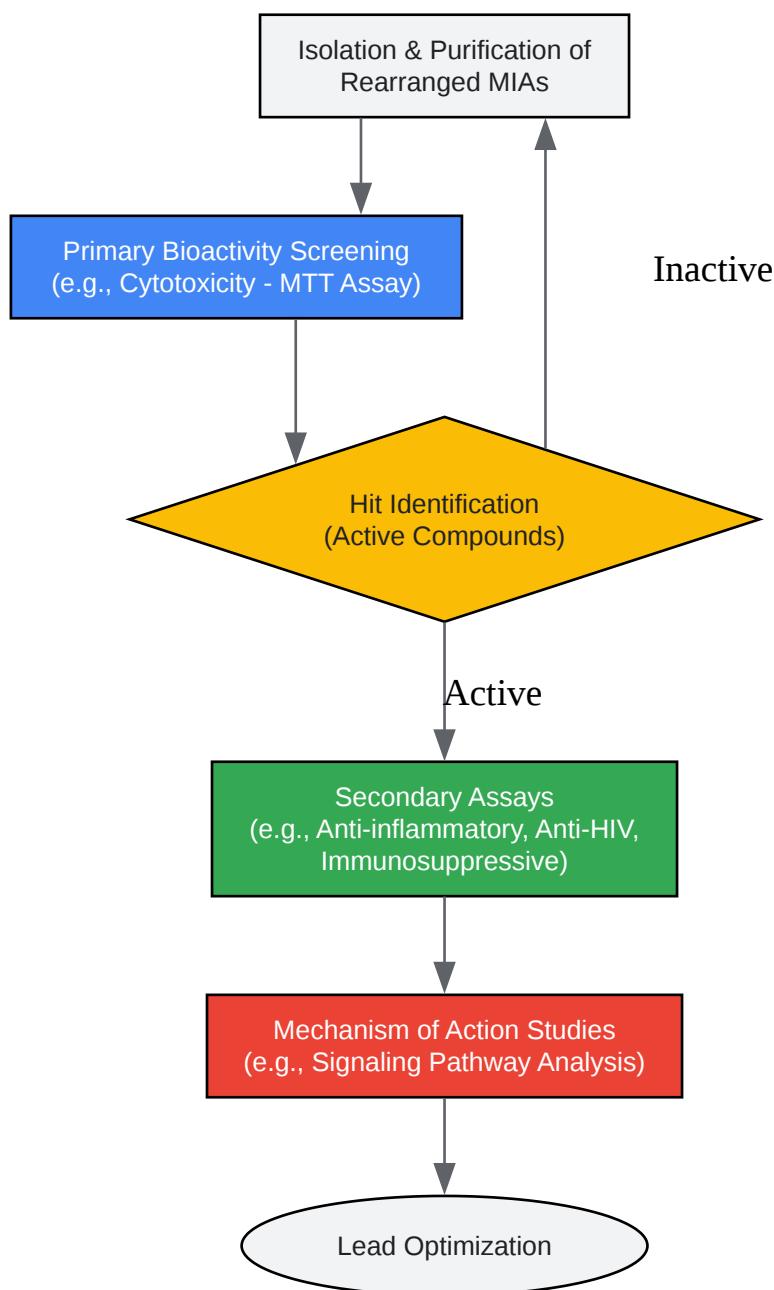 Isolation & Purification of
Rearranged MIAs
Primary Bioactivity Screening
(e.g., Cytotoxicity - MTT Assay)
Inactive
Hit Identification
(Active Compounds)
Active
Secondary Assays
(e.g., Anti-inflammatory, Anti-HIV,
Immunosuppressive)
Mechanism of Action Studies
(e.g., Signaling Pathway Analysis)
Lead Optimization